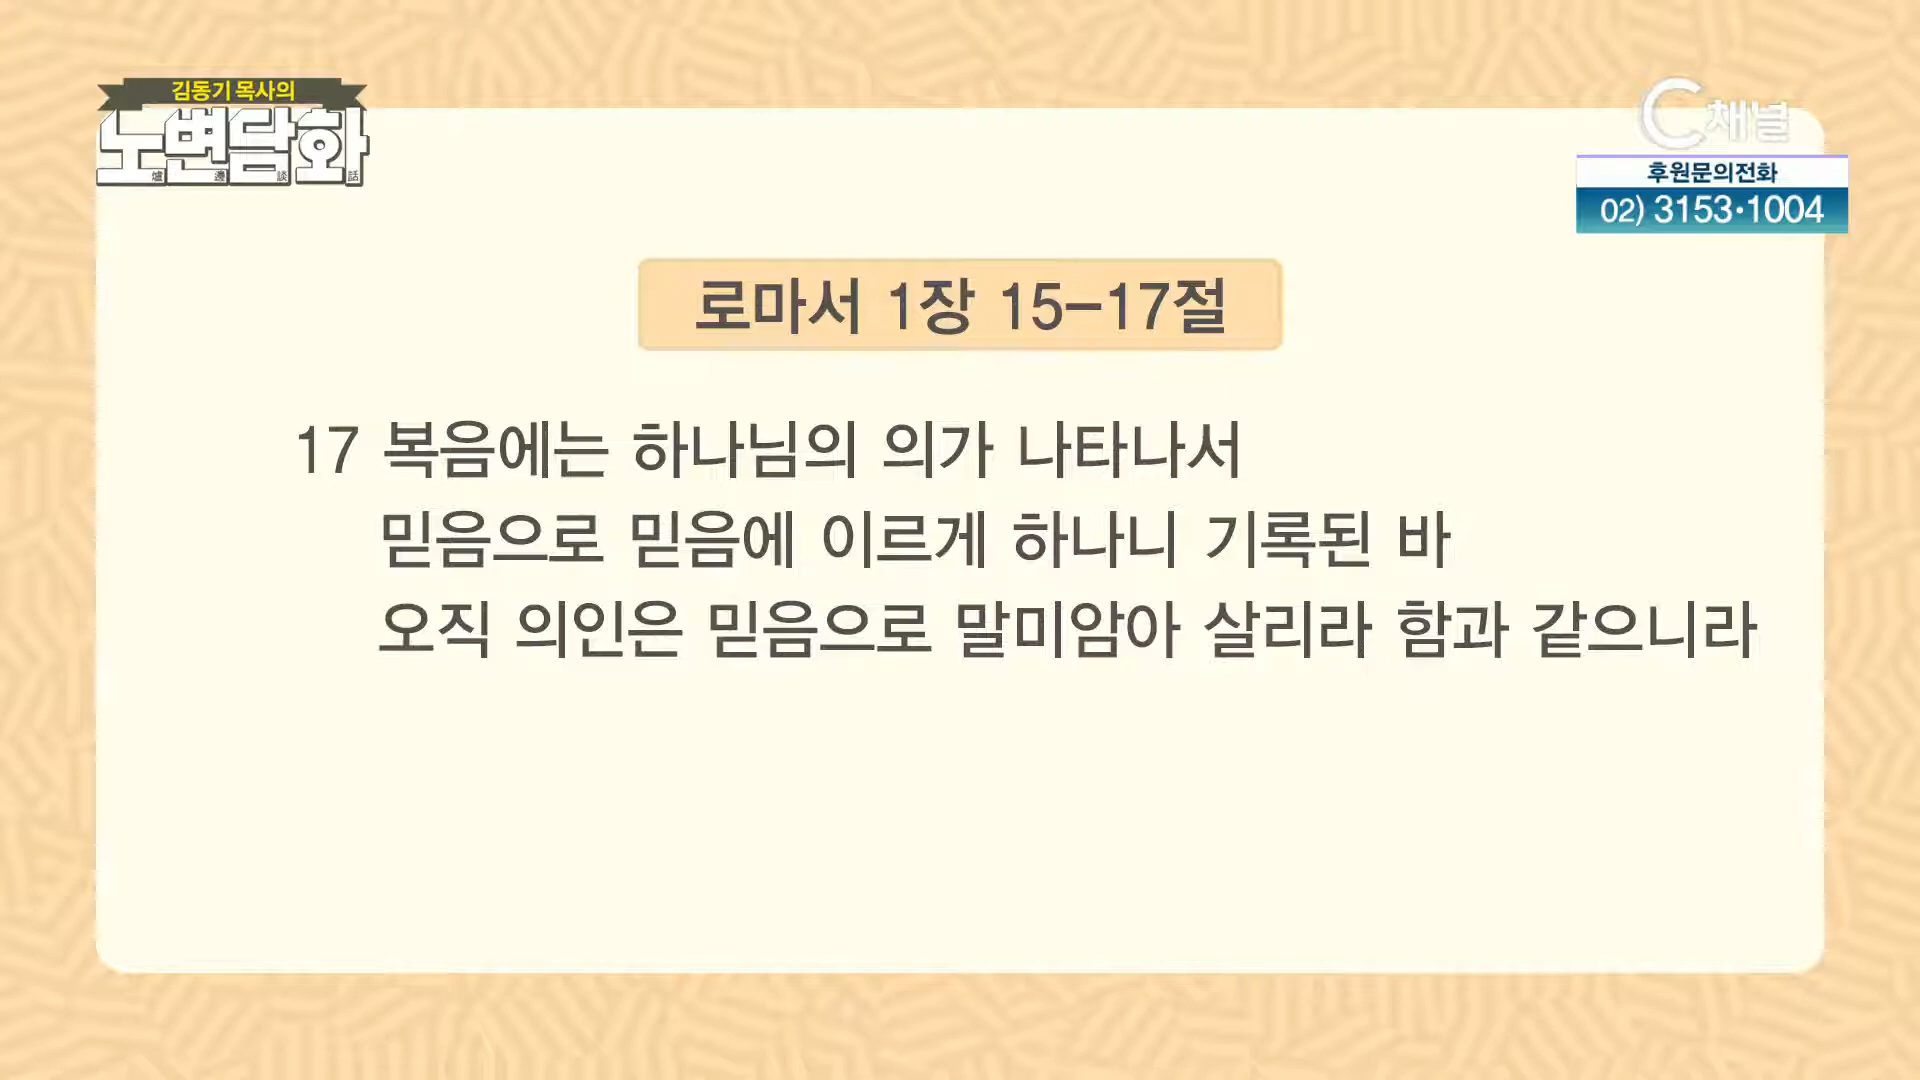 김동기 목사의
노변담화
爐 邊 談 話
C채널
후원문의전화
02) 3153·1004
로마서 1장 15-17절
17 복음에는 하나님의 의가 나타나서
믿음으로 믿음에 이르게 하나니 기록된 바
오직 의인은 믿음으로 말미암아 살리라 함과 같으니라